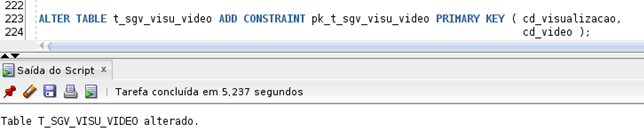 222
223 ALTER TABLE t_sgv_visu_video ADD CONSTRAINT pk_t_sgv_visu_video PRIMARY KEY ( cd_visualizacao,
224 cd_video );
Saída do Script x
Tarefa concluída em 5,237 segundos
Table T_SGV_VISU_VIDEO alterado.